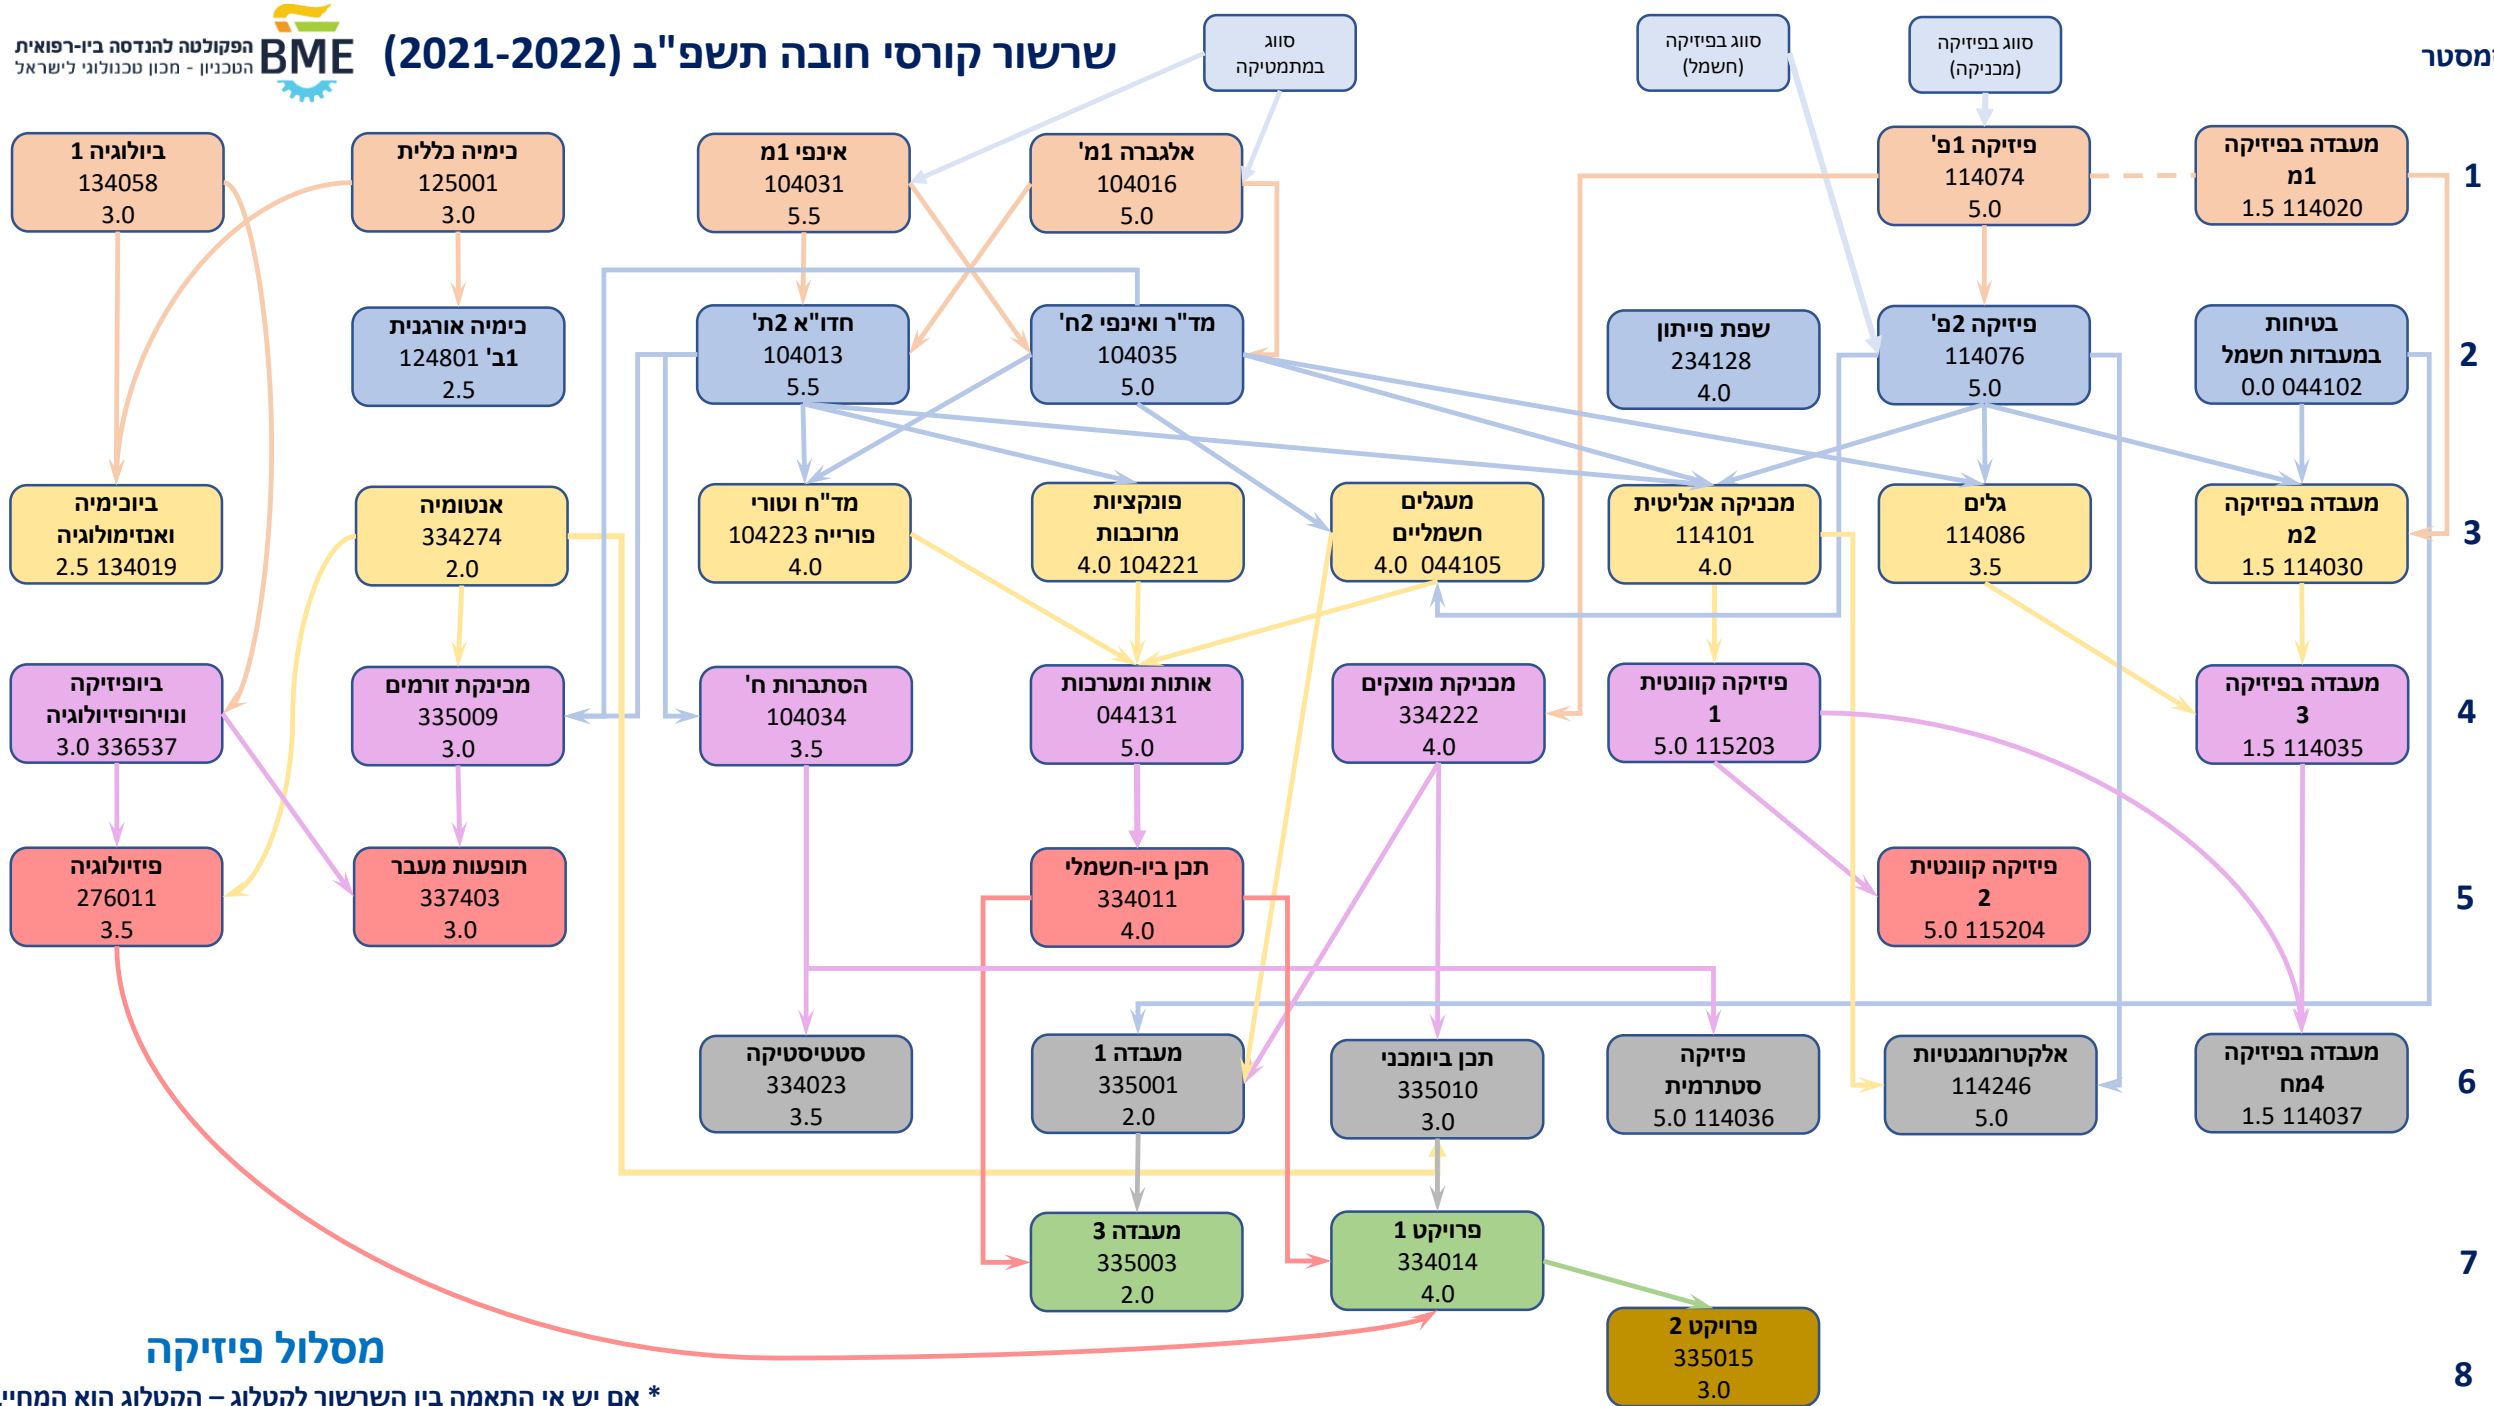 הפקולטה להנדסה ביו-רפואית
הטכניון - מכון טכנולוגי לישראל
BME
שרשור קורסי חובה תשפ"ב (2021-2022)
סווג
במתמטיקה
סווג בפיזיקה
(חשמל)
סווג בפיזיקה
(מכניקה)
מסטר
מעבדה בפיזיקה
1מ
1.5 114020
פיזיקה 1פ'
114074
5.0
אלגברה 1מ'
104016
5.0
אינפי 1מ
104031
5.5
כימיה כללית
125001
3.0
ביולוגיה 1
134058
3.0
1
בטיחות
במעבדות חשמל
0.0 044102
פיזיקה 2פ'
114076
5.0
שפת פייתון
234128
4.0
מד"ר ואינפי 2ח'
104035
5.0
חדו"א 2ת'
104013
5.5
כימיה אורגנית
1ב' 124801
2.5
2
מעבדה בפיזיקה
2מ
1.5 114030
גלים
114086
3.5
מכניקה אנליטית
114101
4.0
מעגלים
חשמליים
4.0 044105
פונקציות
מרוכבות
4.0 104221
מד"ח וטורי
פורייה 104223
4.0
אנטומיה
334274
2.0
ביוכימיה
ואנזימולוגיה
2.5 134019
3
מעבדה בפיזיקה
3
1.5 114035
פיזיקה קוונטית
1
5.0 115203
מכניקת מוצקים
334222
4.0
אותות ומערכות
044131
5.0
הסתברות ח'
104034
3.5
מכינקת זורמים
335009
3.0
ביופיזיקה
ונוירופיזיולוגיה
3.0 336537
4
פיזיקה קוונטית
2
5.0 115204
תכן ביו-חשמלי
334011
4.0
תופעות מעבר
337403
3.0
פיזיולוגיה
276011
3.5
5
מעבדה בפיזיקה
4מח
1.5 114037
אלקטרומגנטיות
114246
5.0
פיזיקה
סטתרמית
5.0 114036
תכן ביומכני
335010
3.0
מעבדה 1
335001
2.0
סטטיסטיקה
334023
3.5
6
פרויקט 1
334014
4.0
מעבדה 3
335003
2.0
7
פרויקט 2
335015
3.0
8
מסלול פיזיקה
* אם יש אי התאמה ביו השרשור לקטלוג – הקטלוג הוא המחייי